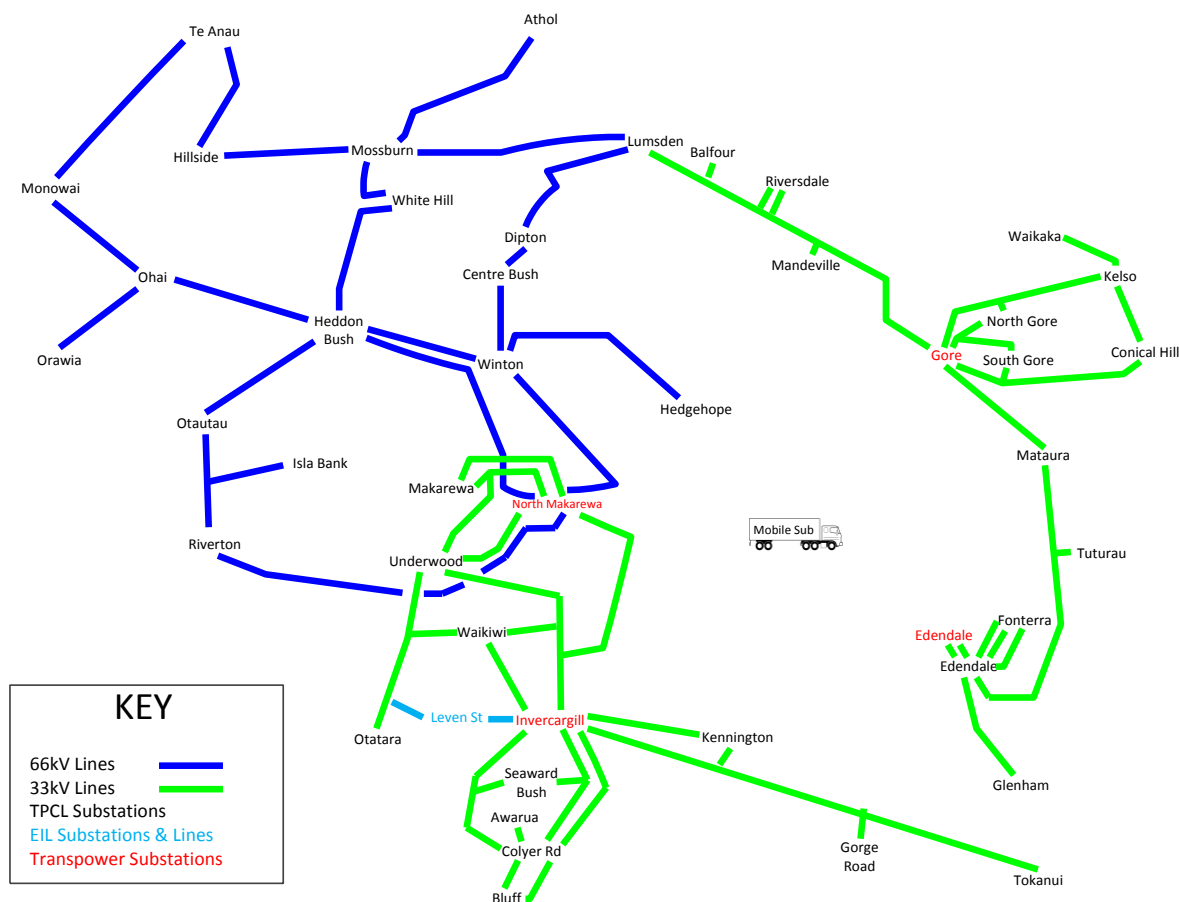 Athol
Te Anau
Lumsden
Mossburn
Balfour
Hillside
Riversdale
Monowai
White Hill
Dipton
Waikaka
Mandeville
Centre Bush
Ohai
Kelso
Heddon
Bush
North Gore
Gore
South Gore
Conical Hill
Orawia
Winton
Hedgehope
Otautau
Mataura
Isla Bank
Makarewa
North Makarewa
Mobile Sub
Riverton
Underwood
Tuturau
Fonterra
Waikiwi
Edendale
Edendale
KEY
Leven St
Invercargill
Otatara
Kennington
66kV Lines
33kV Lines
TPCL Substations
EIL Substations & Lines
Transpower Substations
Seaward
Bush
Glenham
Awarua
Colyer Rd
Gorge
Road
Tokanui
Bluff